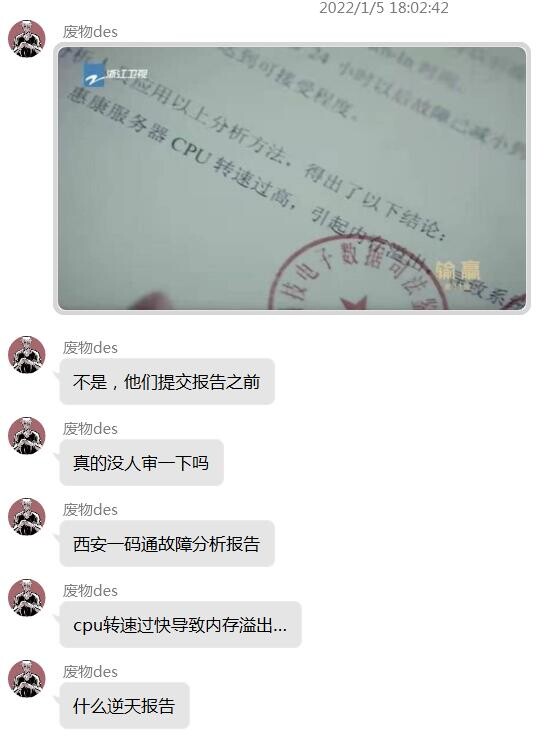 2022/1/5 18:02:42
废物des
浙江卫视
24 小时以后故障已减小到
达到可接受程度。
应用以上分析方法,得出了以下结论:
惠康服务器 CPU 转速过高,引起内存溢出,导致系统
技电子数据司法鉴
输赢
废物des
不是,他们提交报告之前
废物des
真的没人审一下吗
废物des
西安一码通故障分析报告
废物des
cpu转速过快导致内存溢出...
废物des
什么逆天报告